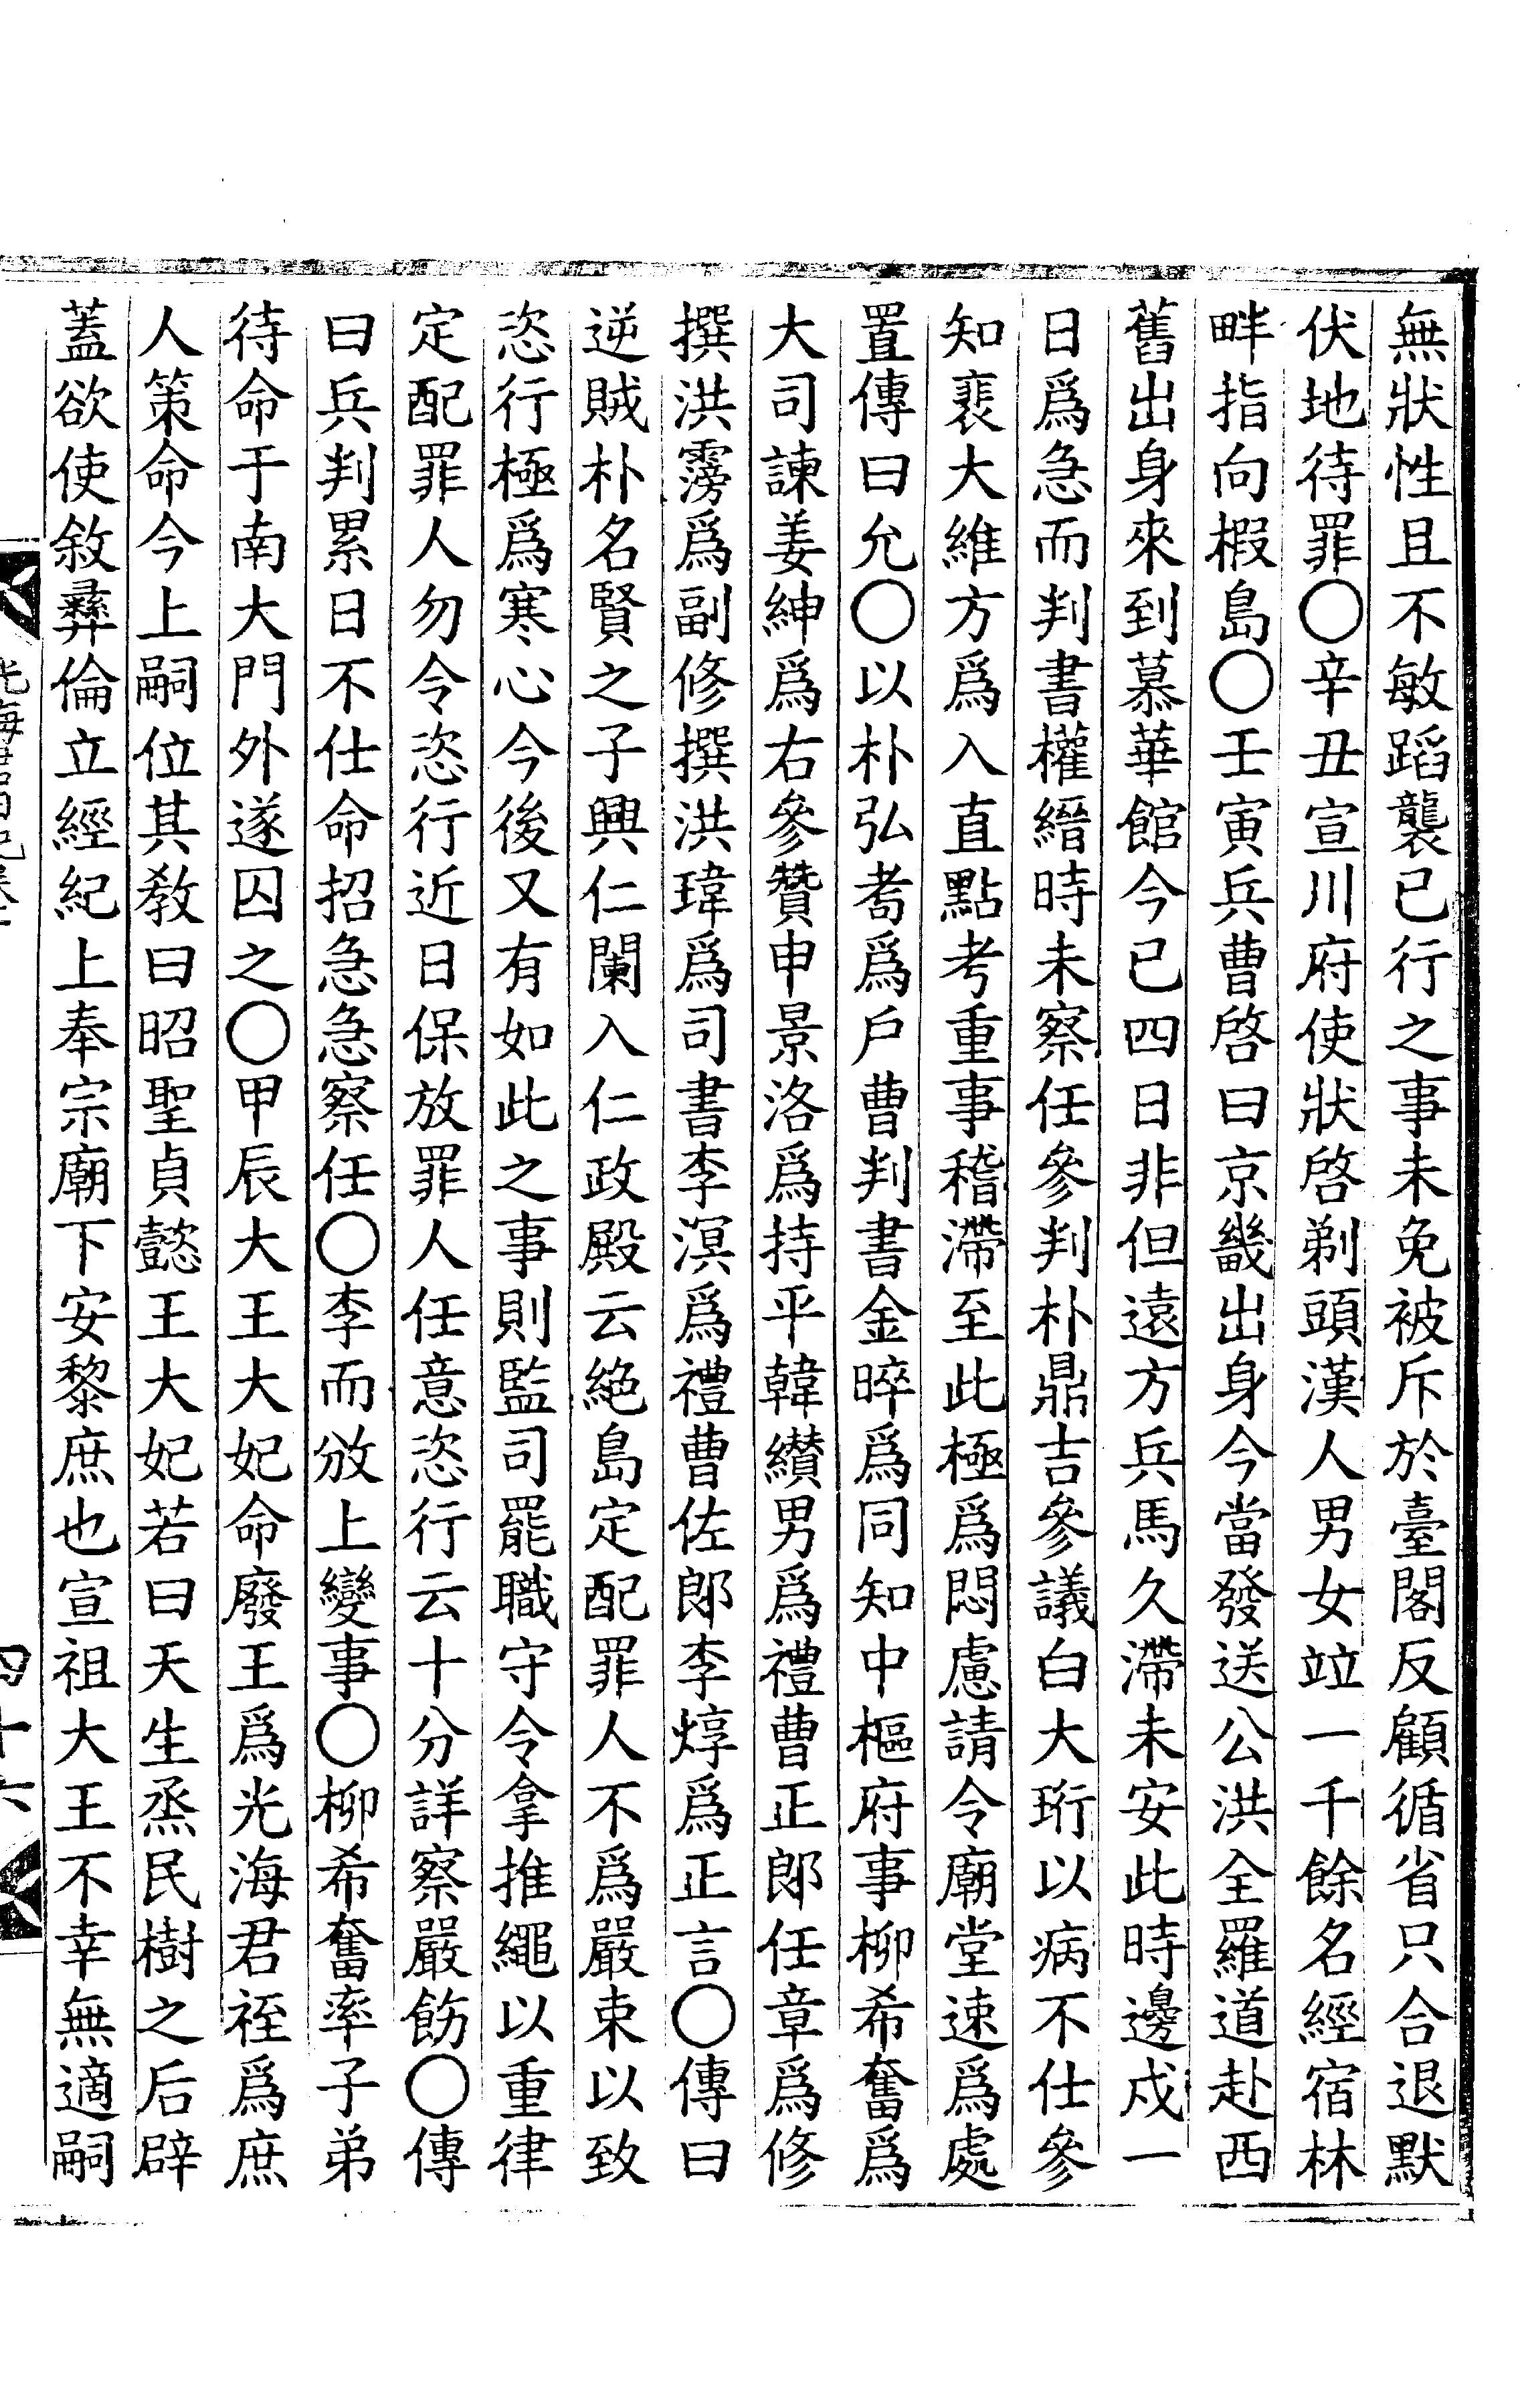 無狀性且不敏蹈襲已行之事未免被斥於臺閣反顧循省只合退默
伏地待罪○辛丑宣川府使狀啓剃頭漢人男女竝一千餘名經宿林
畔指向椵島○壬寅兵曹啓曰京畿出身今當發送公洪全羅道赴西
舊出身來到慕華館今已四日非但遠方兵馬久滯未安此時邊戍一
日爲急而判書權縉時未察任參判朴鼎吉參議白大珩以病不仕參
知裵大維方爲入直點考重事稽滯至此極爲悶慮請令廟堂速爲處
置傳曰允○以朴弘耇爲戶曹判書金晬爲同知中樞府事柳希奮爲
大司諫姜紳爲右參贊申景洛爲持平韓纘男爲禮曹正郎任章爲修
撰洪霶爲副修撰洪瑋爲司書李溟爲禮曹佐郎李焞爲正言○傳曰
逆賊朴名賢之子興仁闌入仁政殿云絶島定配罪人不爲嚴束以致
恣行極爲寒心今後又有如此之事則監司罷職守令拿推繩以重律
定配罪人勿令恣行近日保放罪人任意恣行云十分詳察嚴飭○傳
曰兵判累日不仕命招急急察任○李而攽上變事○柳希奮率子弟
待命于南大門外遂囚之○甲辰大王大妃命廢王爲光海君祬爲庶
人策命今上嗣位其敎曰昭聖貞懿王大妃若曰天生烝民樹之后辟
蓋欲使敘彝倫立經紀上奉宗廟下安黎庶也宣祖大王不幸無適嗣